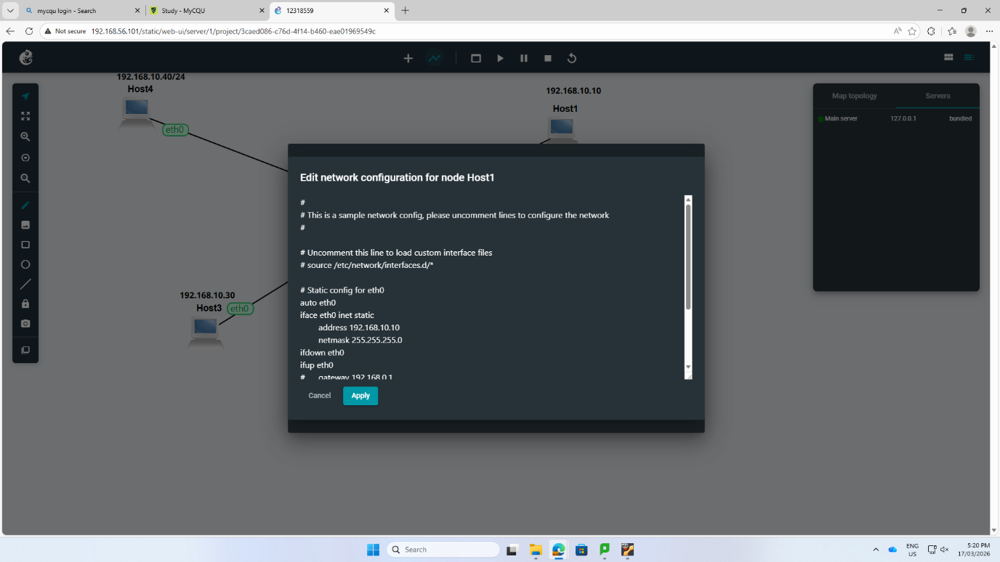 mycqu login - Search
Study - MyCQU
12318559
Not secure 192.168.56.101/static/web-ui/server/1/project/3caed086-c76d-4f14-b460-eae01969549c
192.168.10.40/24
Host4
eth0
192.168.10.10
Host1
Map topology Servers
Main server 127.0.0.1 bundled
192.168.10.30
Host3 eth0
Edit network configuration for node Host1
#
# This is a sample network config, please uncomment lines to configure the network
#
# Uncomment this line to load custom interface files
# source /etc/network/interfaces.d/*
# Static config for eth0
auto eth0
iface eth0 inet static
address 192.168.10.10
netmask 255.255.255.0
ifdown eth0
ifup eth0
# gateway 192.168.0.1
Cancel Apply
Search
ENG
US
5:20 PM
17/03/2026